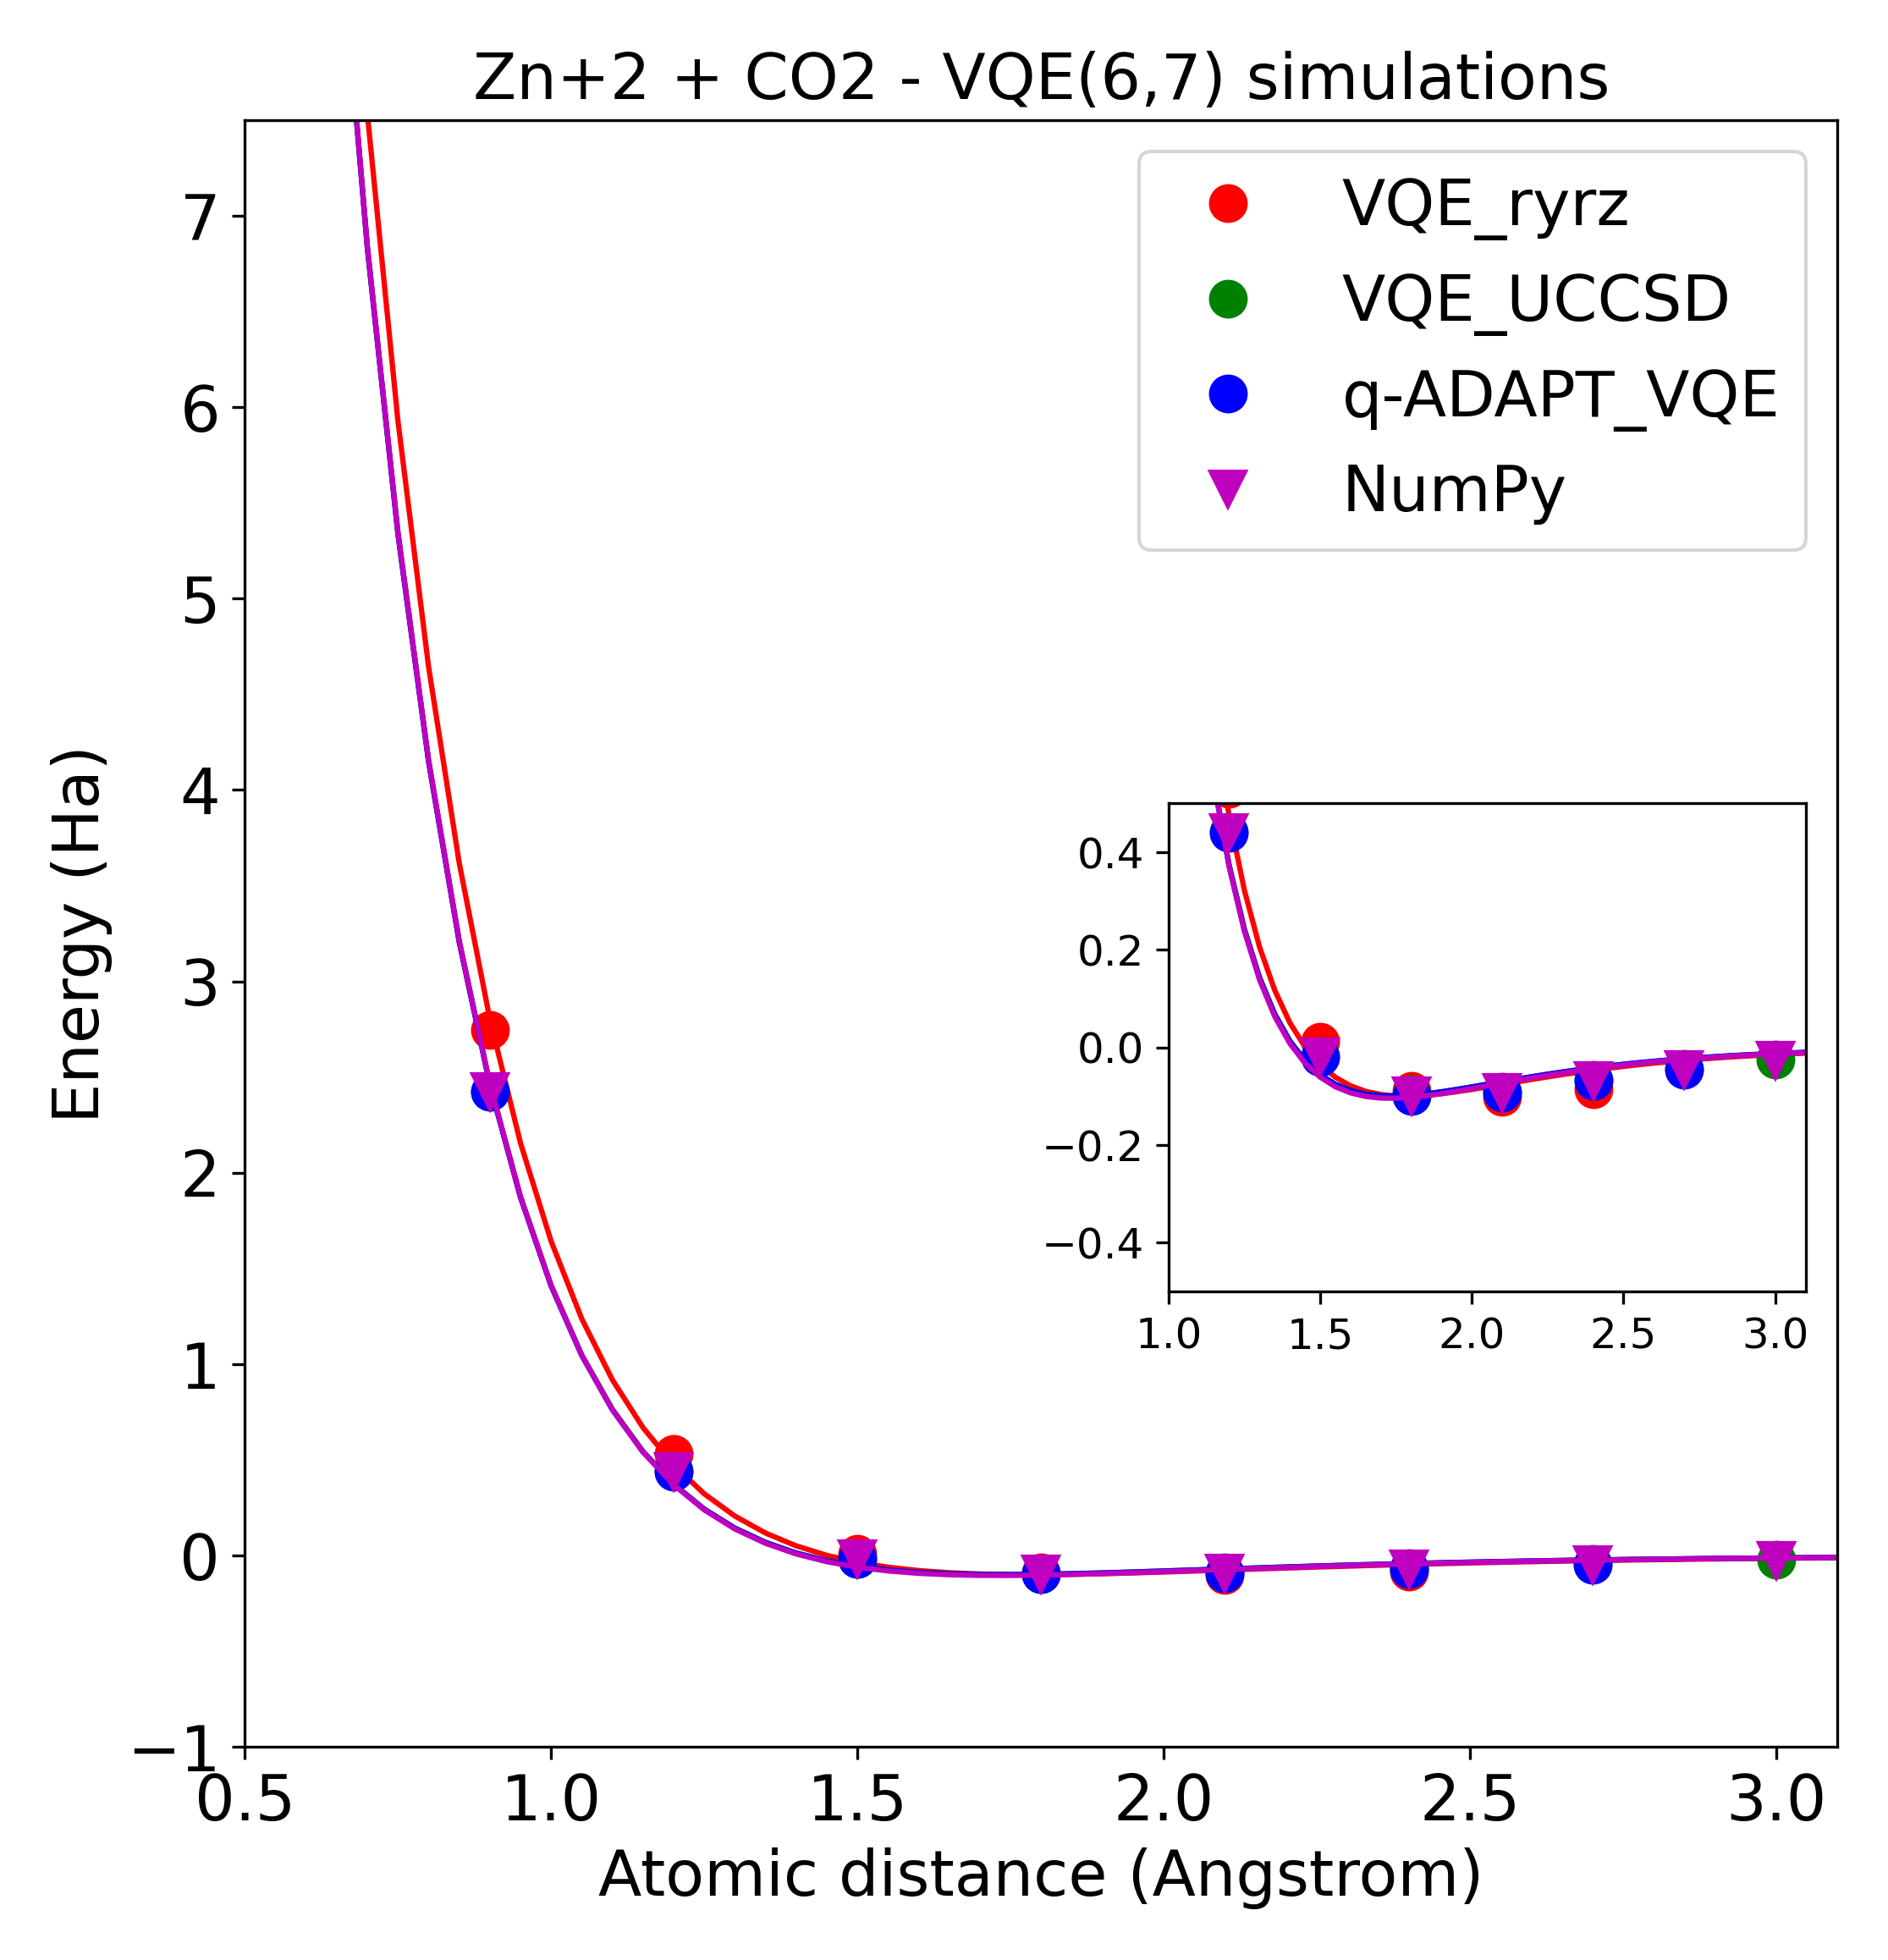 Zn+2 + CO2 - VQE(6,7) simulations
VQE_ryrz
VQE_UCCSD
q-ADAPT_VQE
NumPy
Energy (Ha)
7
6
5
4
3
2
1
0
−1
0.5 1.0 1.5 2.0 2.5 3.0
Atomic distance (Angstrom)
0.4
0.2
0.0
−0.2
−0.4
1.0 1.5 2.0 2.5 3.0